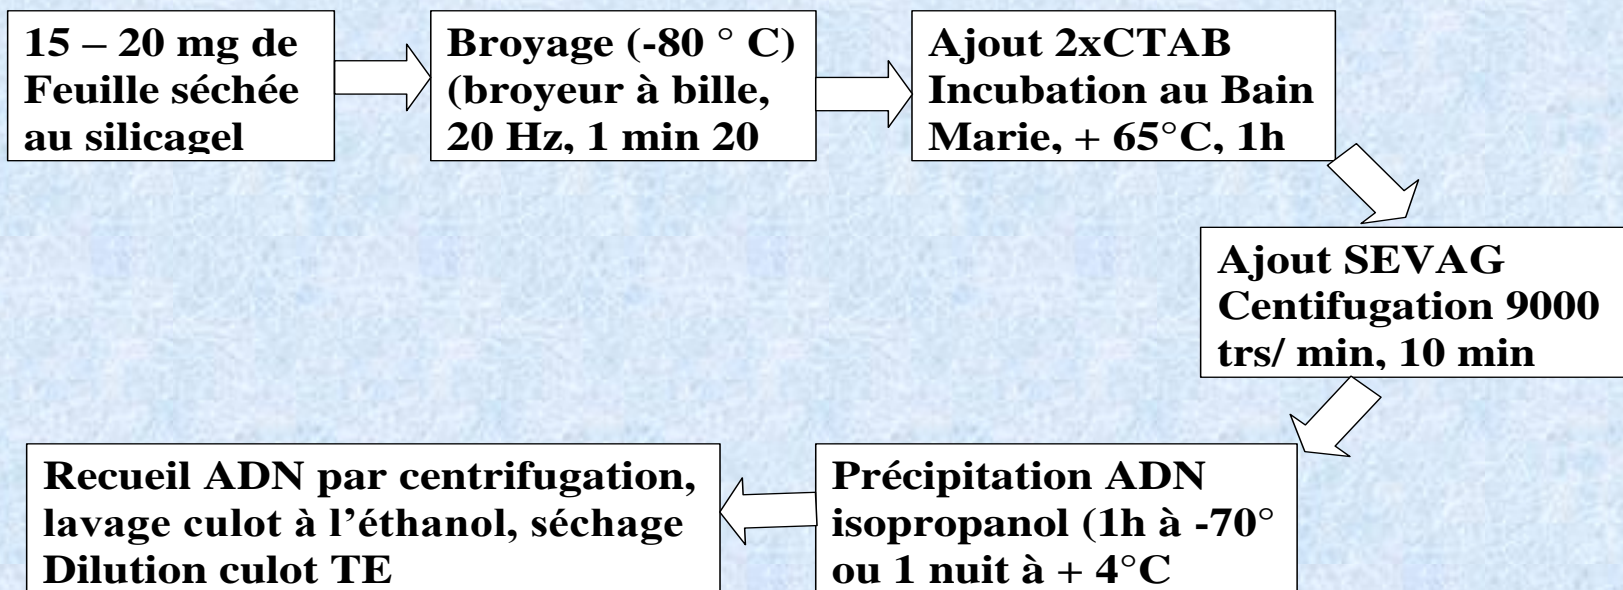 15 – 20 mg de
Feuille séchée
au silicagel
Broyage (-80 ° C)
(broyeur à bille,
20 Hz, 1 min 20
Ajout 2xCTAB
Incubation au Bain
Marie, + 65°C, 1h
Ajout SEVAG
Centifugation 9000
trs/ min, 10 min
Précipitation ADN
isopropanol (1h à -70°
ou 1 nuit à + 4°C
Recueil ADN par centrifugation,
lavage culot à l’éthanol, séchage
Dilution culot TE